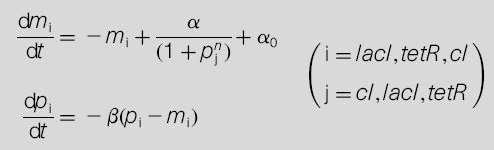 dm_i/dt = − m_i + α/(1 + p_j^n) + α_0
dp_i/dt = − β(p_i − m_i)
(i = lacI, tetR, cI
j = cI, lacI, tetR)